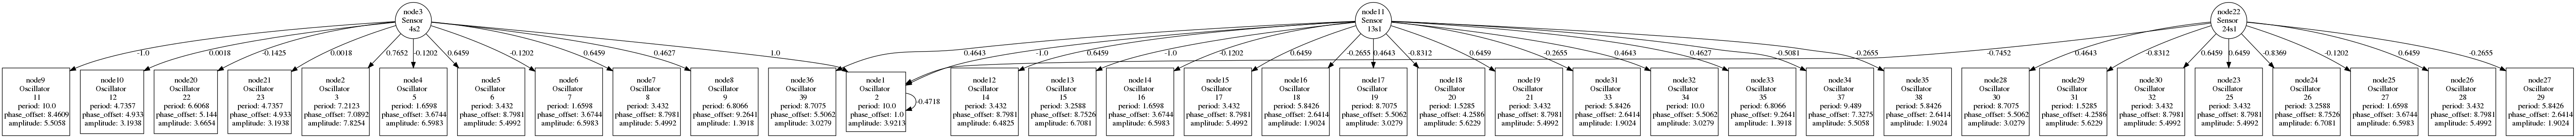 node3
Sensor
4s2
node11
Sensor
13s1
node22
Sensor
24s1
-1.0
0.0018
-0.1425
0.0018
0.7652
-0.1202
0.6459
-0.1202
0.6459
0.4627
1.0
0.4643
-1.0
0.6459
-1.0
-0.1202
0.6459
-0.2655
0.4643
-0.8312
0.6459
-0.2655
0.4643
0.4627
-0.5081
-0.2655
-0.7452
0.4643
-0.8312
0.6459
0.6459
-0.8369
-0.1202
0.6459
-0.2655
node9
Oscillator
11
period: 10.0
phase_offset: 8.4609
amplitude: 5.5058
node10
Oscillator
12
period: 4.7357
phase_offset: 4.933
amplitude: 3.1938
node20
Oscillator
22
period: 6.6068
phase_offset: 5.144
amplitude: 3.6654
node21
Oscillator
23
period: 4.7357
phase_offset: 4.933
amplitude: 3.1938
node2
Oscillator
3
period: 7.2123
phase_offset: 7.0892
amplitude: 7.8254
node4
Oscillator
5
period: 1.6598
phase_offset: 3.6744
amplitude: 6.5983
node5
Oscillator
6
period: 3.432
phase_offset: 8.7981
amplitude: 5.4992
node6
Oscillator
7
period: 1.6598
phase_offset: 3.6744
amplitude: 6.5983
node7
Oscillator
8
period: 3.432
phase_offset: 8.7981
amplitude: 5.4992
node8
Oscillator
9
period: 6.8066
phase_offset: 9.2641
amplitude: 1.3918
node36
Oscillator
39
period: 8.7075
phase_offset: 5.5062
amplitude: 3.0279
node1
Oscillator
2
period: 10.0
phase_offset: 1.0
amplitude: 3.9213
-0.4718
node12
Oscillator
14
period: 3.432
phase_offset: 8.7981
amplitude: 6.4825
node13
Oscillator
15
period: 3.2588
phase_offset: 8.7526
amplitude: 6.7081
node14
Oscillator
16
period: 1.6598
phase_offset: 3.6744
amplitude: 6.5983
node15
Oscillator
17
period: 3.432
phase_offset: 8.7981
amplitude: 5.4992
node16
Oscillator
18
period: 5.8426
phase_offset: 2.6414
amplitude: 1.9024
node17
Oscillator
19
period: 8.7075
phase_offset: 5.5062
amplitude: 3.0279
node18
Oscillator
20
period: 1.5285
phase_offset: 4.2586
amplitude: 5.6229
node19
Oscillator
21
period: 3.432
phase_offset: 8.7981
amplitude: 5.4992
node31
Oscillator
33
period: 5.8426
phase_offset: 2.6414
amplitude: 1.9024
node32
Oscillator
34
period: 10.0
phase_offset: 5.5062
amplitude: 3.0279
node33
Oscillator
35
period: 6.8066
phase_offset: 9.2641
amplitude: 1.3918
node34
Oscillator
37
period: 9.489
phase_offset: 7.3275
amplitude: 5.5058
node35
Oscillator
38
period: 5.8426
phase_offset: 2.6414
amplitude: 1.9024
node28
Oscillator
30
period: 8.7075
phase_offset: 5.5062
amplitude: 3.0279
node29
Oscillator
31
period: 1.5285
phase_offset: 4.2586
amplitude: 5.6229
node30
Oscillator
32
period: 3.432
phase_offset: 8.7981
amplitude: 5.4992
node23
Oscillator
25
period: 3.432
phase_offset: 8.7981
amplitude: 5.4992
node24
Oscillator
26
period: 3.2588
phase_offset: 8.7526
amplitude: 6.7081
node25
Oscillator
27
period: 1.6598
phase_offset: 3.6744
amplitude: 6.5983
node26
Oscillator
28
period: 3.432
phase_offset: 8.7981
amplitude: 5.4992
node27
Oscillator
29
period: 5.8426
phase_offset: 2.6414
amplitude: 1.9024